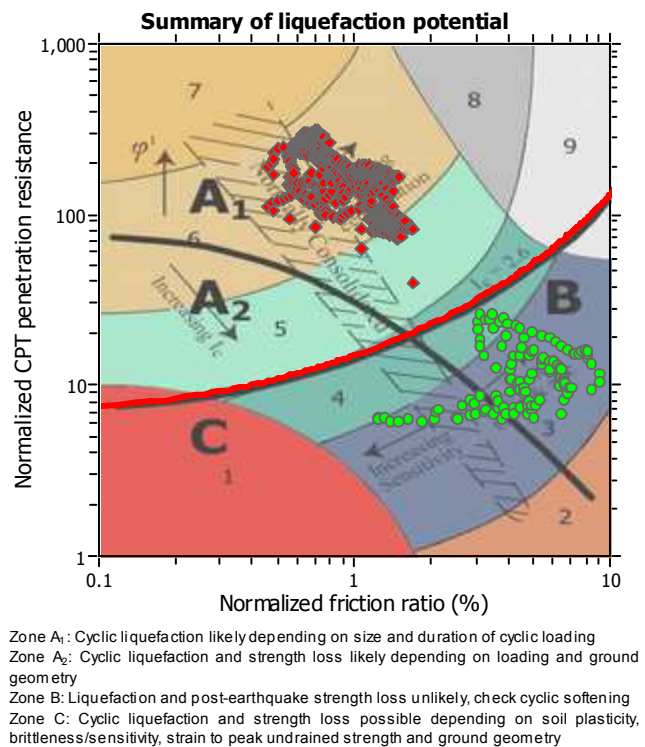 Summary of liquefaction potential
1,000
100
10
1
Normalized CPT penetration resistance
7
8
9
φ'
A1
6
A2
Increasing Ic
5
Ic = 2.6
B
4
C
3
Increasing
Sensitivity
1
2
0.1
1
10
Normalized friction ratio (%)
Zone A1: Cyclic liquefaction likely depending on size and duration of cyclic loading
Zone A2: Cyclic liquefaction and strength loss likely depending on loading and ground
geometry
Zone B: Liquefaction and post-earthquake strength loss unlikely, check cyclic softening
Zone C: Cyclic liquefaction and strength loss possible depending on soil plasticity,
brittleness/sensitivity, strain to peak undrained strength and ground geometry